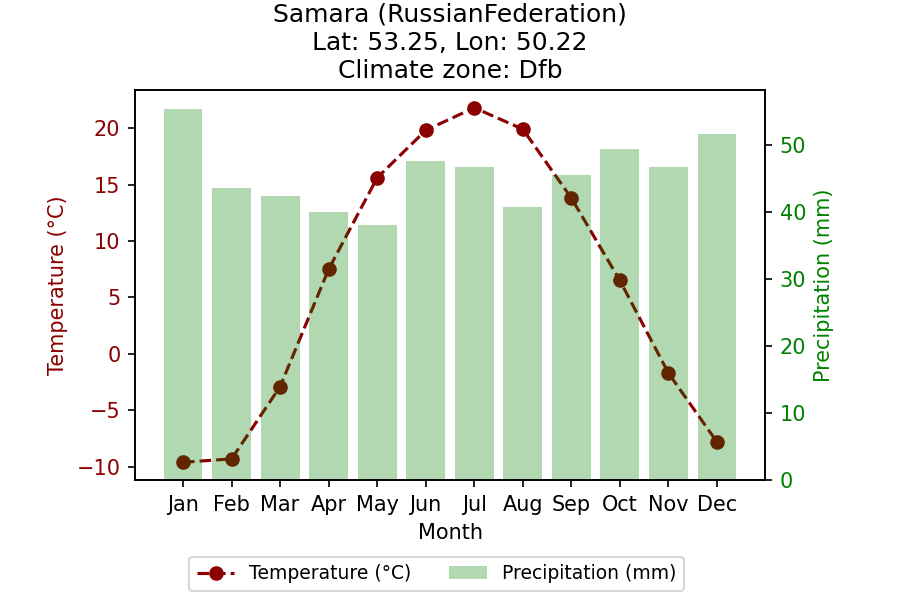 Samara (RussianFederation)
Lat: 53.25, Lon: 50.22
Climate zone: Dfb
Temperature (°C)
20
15
10
5
0
−5
−10
Precipitation (mm)
50
40
30
20
10
0
Jan Feb Mar Apr May Jun Jul Aug Sep Oct Nov Dec
Month
Temperature (°C) Precipitation (mm)